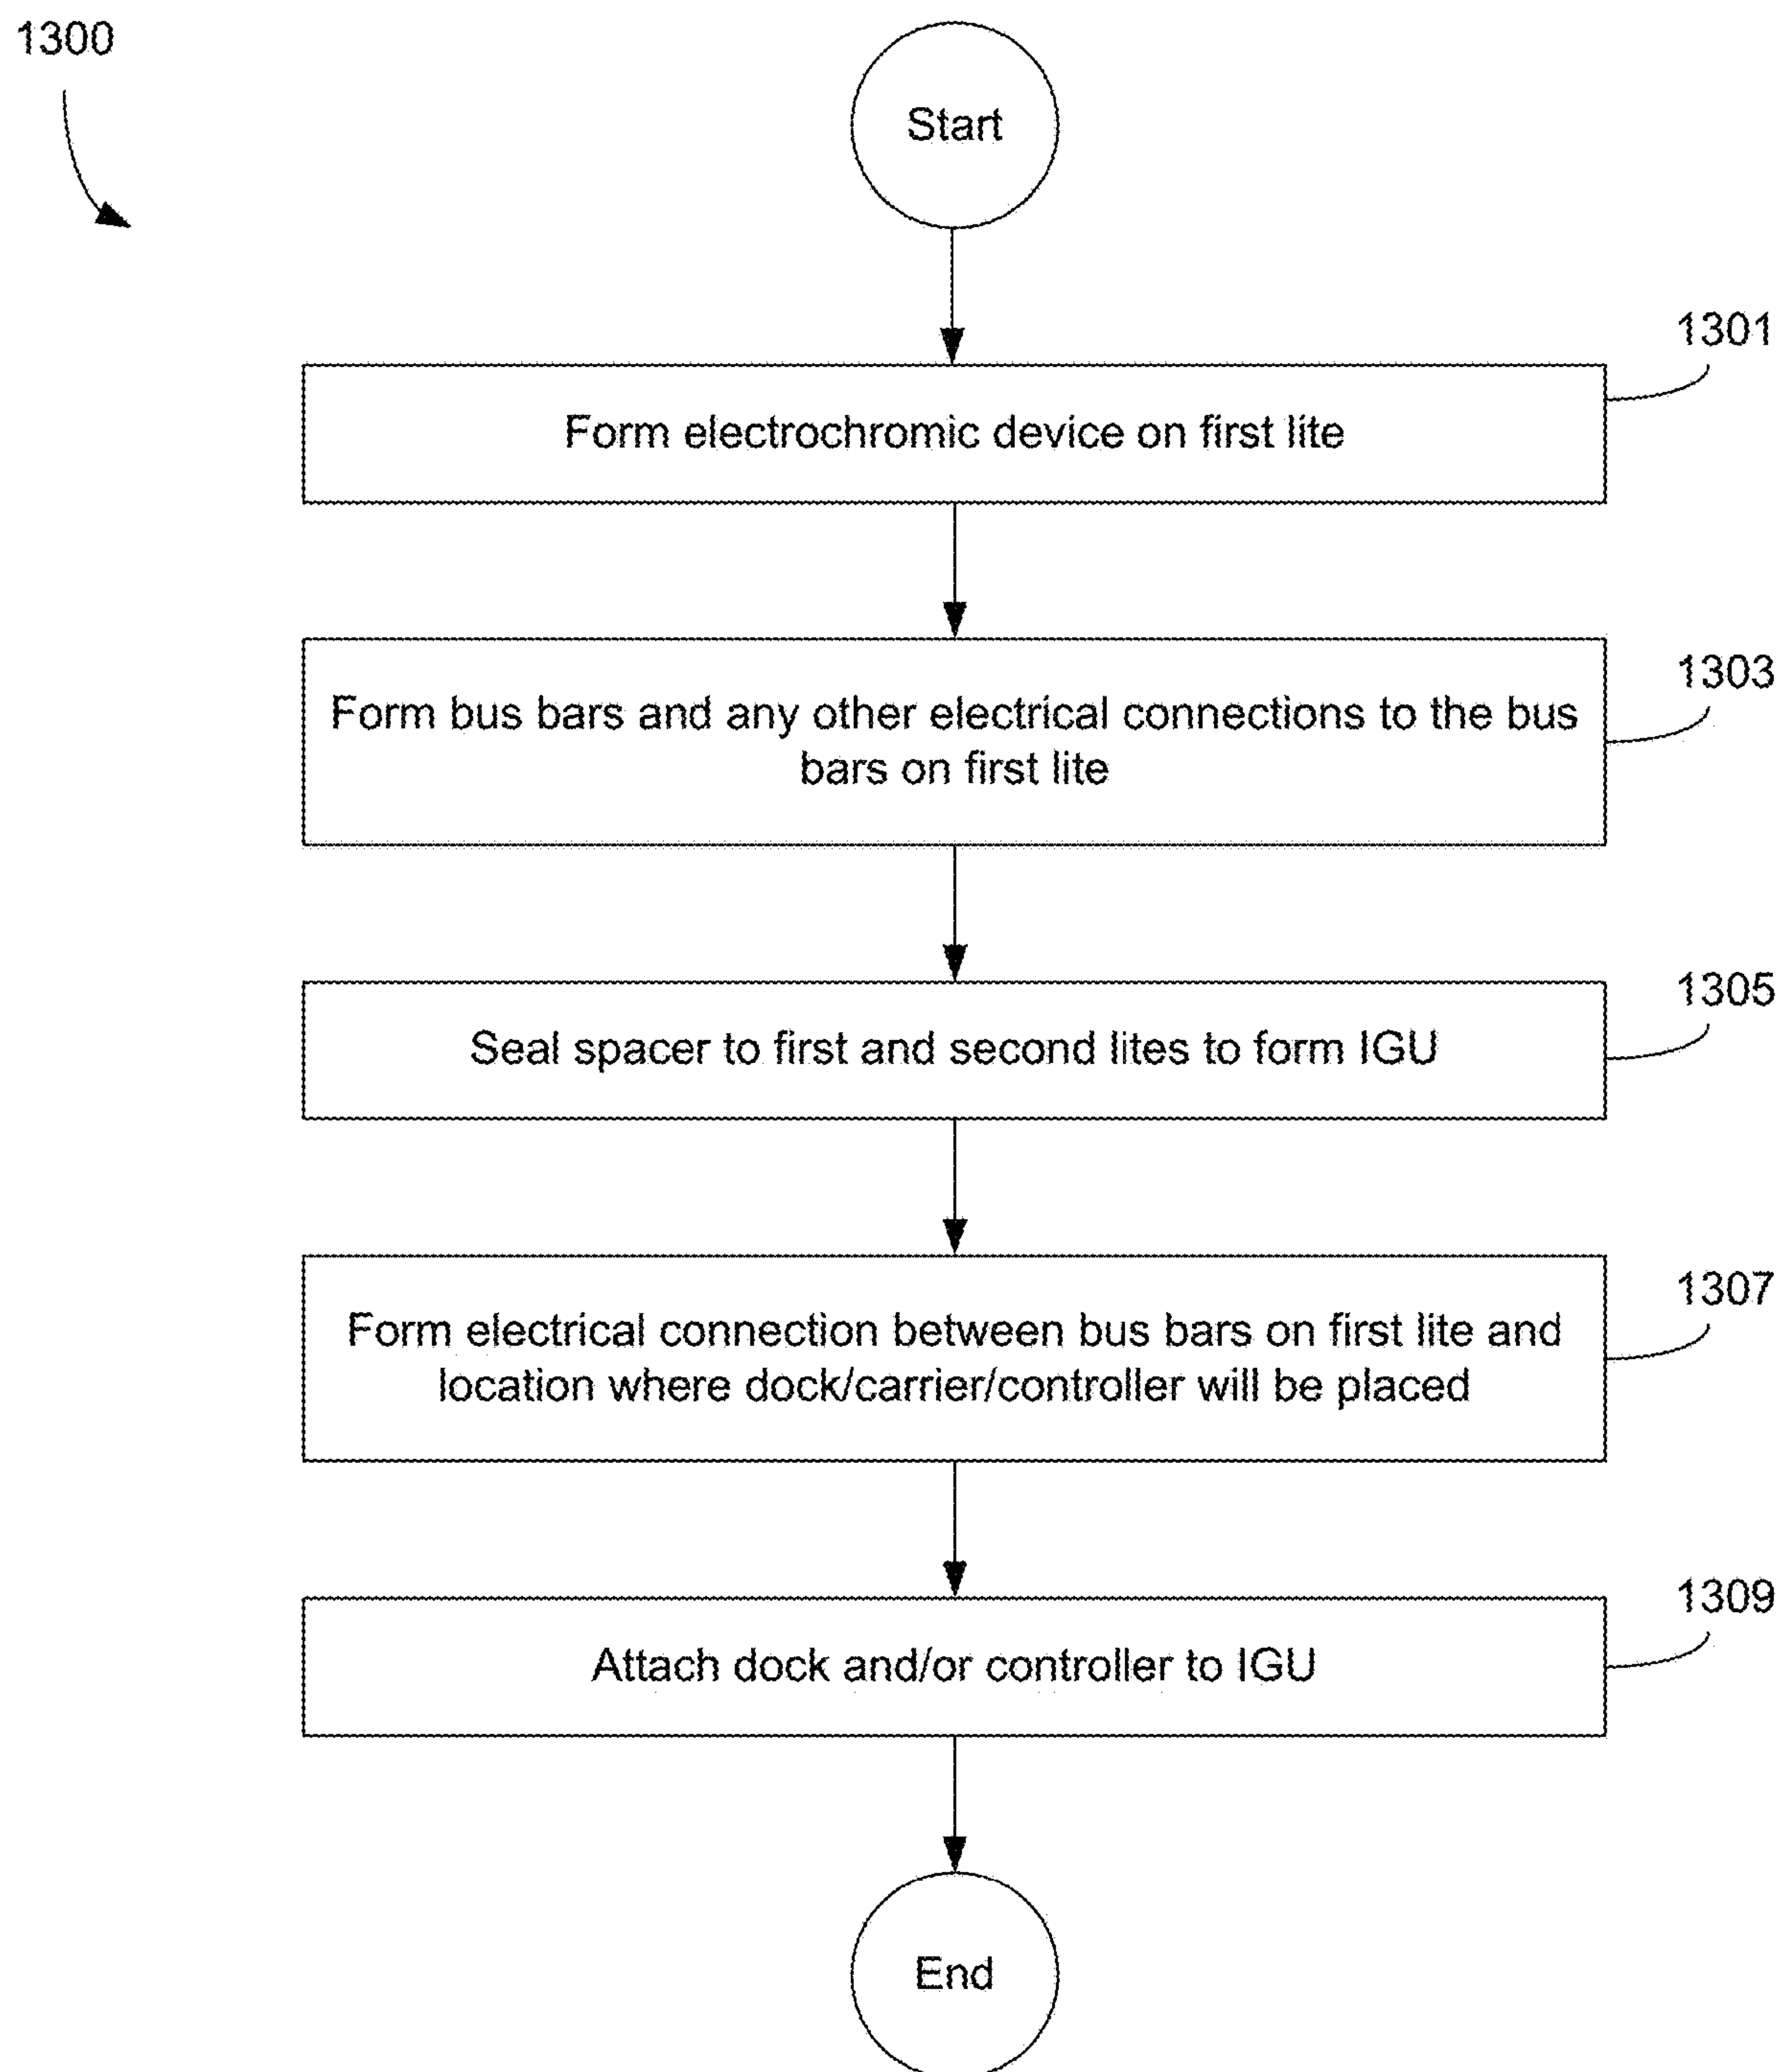 1300
Start
1301
Form electrochromic device on first lite
1303
Form bus bars and any other electrical connections to the bus
bars on first lite
1305
Seal spacer to first and second lites to form IGU
1307
Form electrical connection between bus bars on first lite and
location where dock/carrier/controller will be placed
1309
Attach dock and/or controller to IGU
End